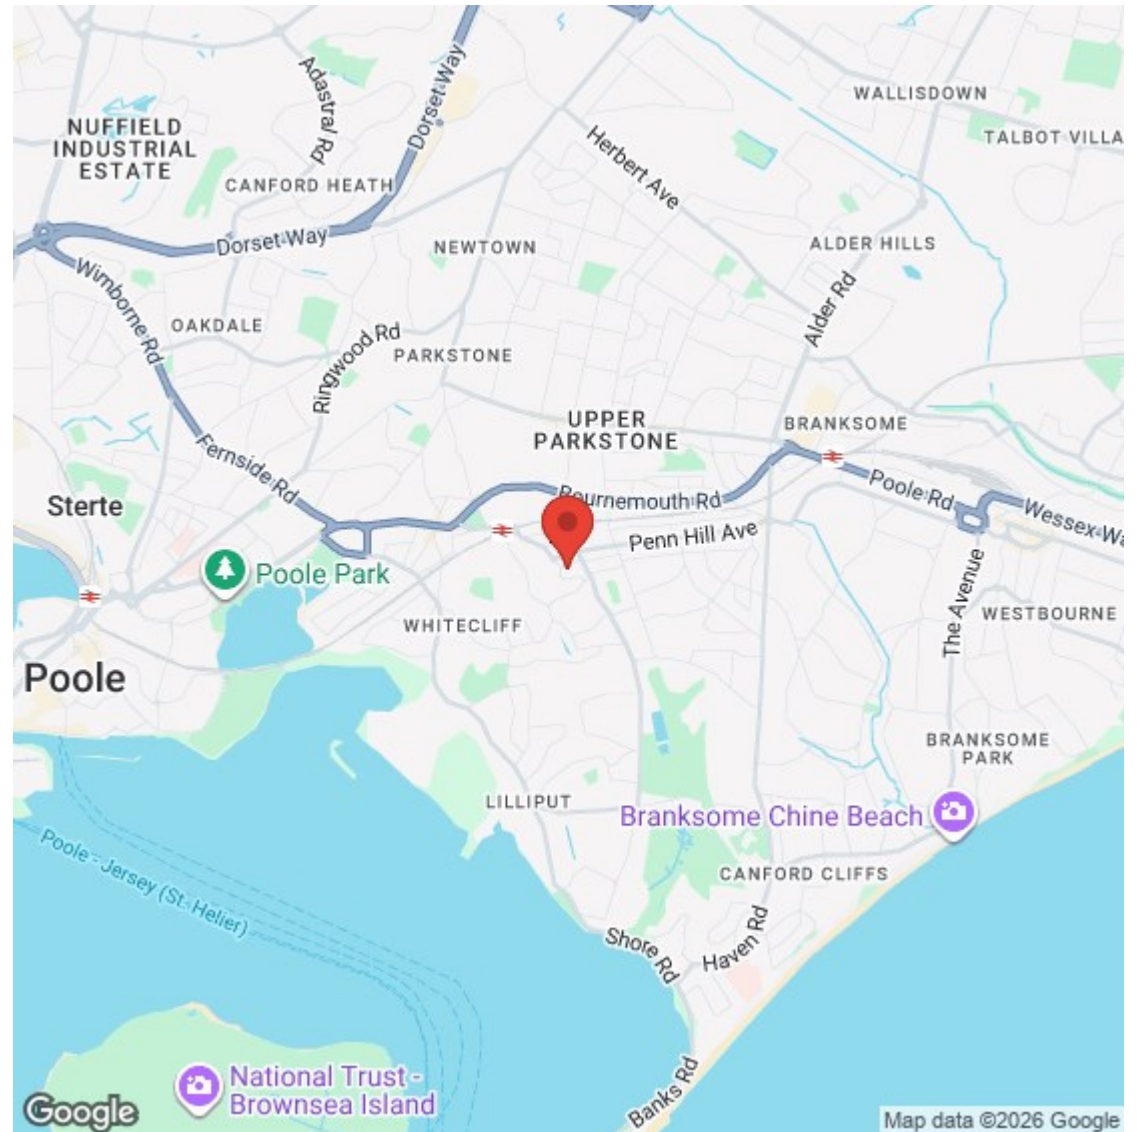 WALLISDOWN
Adastral Rd
Dorset Way
NUFFIELD
INDUSTRIAL
ESTATE
TALBOT VILLA
Herbert Ave
CANFORD HEATH
Dorset Way
NEWTOWN
ALDER HILLS
Wimborne Rd
Alder Rd
OAKDALE
Ringwood Rd
PARKSTONE
UPPER
PARKSTONE
BRANKSOME
Fernside Rd
Sterte
Bournemouth Rd
Poole Rd
Wessex Wa
Penn Hill Ave
Poole Park
The Avenue
WESTBOURNE
WHITECLIFF
Poole
BRANKSOME
PARK
LILLIPUT
Branksome Chine Beach
Poole - Jersey (St. Helier)
CANFORD CLIFFS
Shore Rd
Haven Rd
National Trust -
Brownsea Island
Banks Rd
Google
Map data ©2026 Google